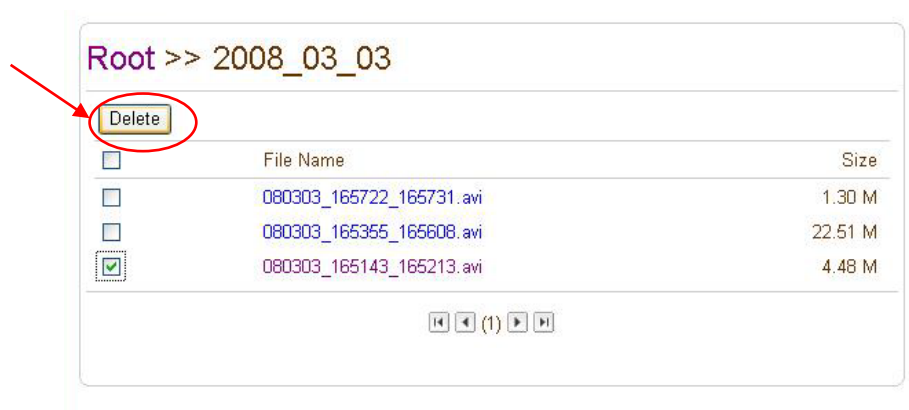 Root >> 2008_03_03
Delete
File Name Size
080303_165722_165731.avi 1.30 M
080303_165355_165608.avi 22.51 M
080303_165143_165213.avi 4.48 M
(1)